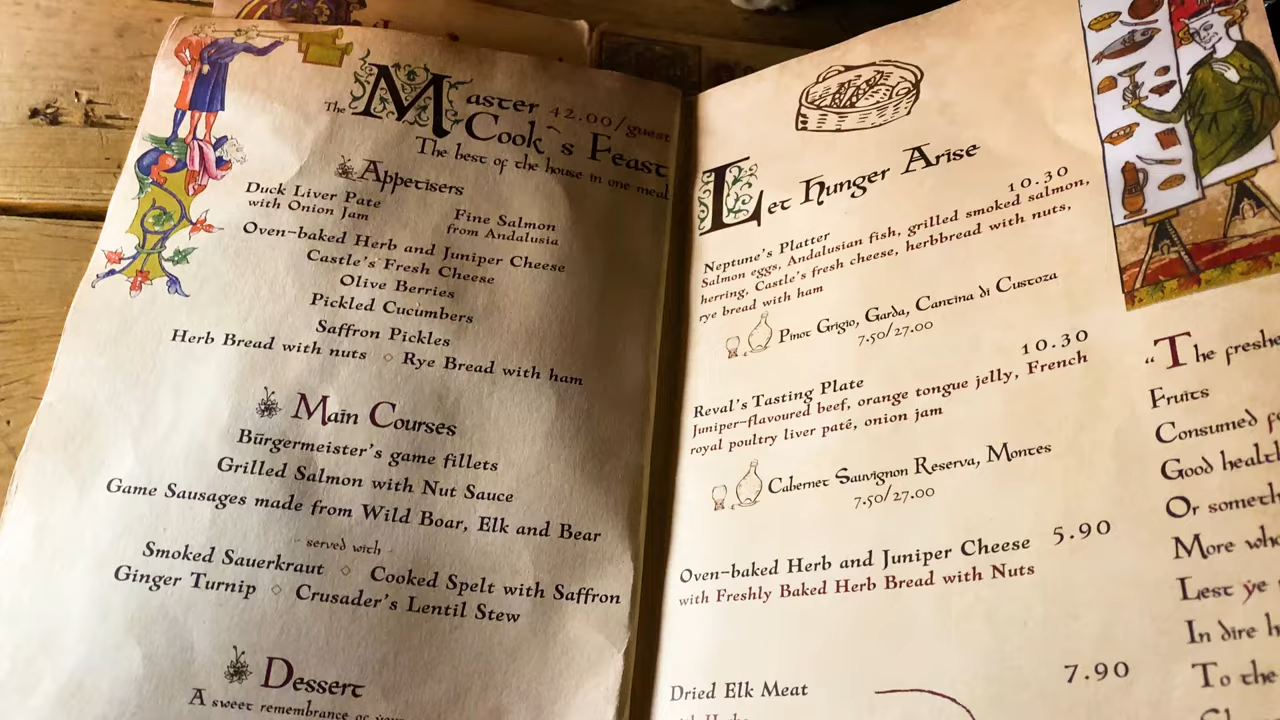 The Master 42.00/guest
Cook`s Feast
The best of the house in one meal
Appetisers
Duck Liver Pate
with Onion Jam
Fine Salmon
from Andalusia
Oven-baked Herb and Juniper Cheese
Castle's Fresh Cheese
Olive Berries
Pickled Cucumbers
Saffron Pickles
Herb Bread with nuts ◇ Rye Bread with ham
Main Courses
Bürgermeister's game fillets
Grilled Salmon with Nut Sauce
Game Sausages made from Wild Boar, Elk and Bear
- served with -
Smoked Sauerkraut ◇ Cooked Spelt with Saffron
Ginger Turnip ◇ Crusader's Lentil Stew
Dessert
A sweet remembrance of
Let Hunger Arise
10.30
Neptune's Platter
Salmon eggs, Andalusian fish, grilled smoked salmon,
herring, Castle's fresh cheese, herbbread with nuts,
rye bread with ham
Pinot Grigio, Garda, Cantina di Custoza
7.50/27.00
10.30
Reval's Tasting Plate
Juniper-flavoured beef, orange tongue jelly, French
royal poultry liver paté, onion jam
Cabernet Sauvignon Reserva, Montes
7.50/27.00
Oven-baked Herb and Juniper Cheese 5.90
with Freshly Baked Herb Bread with Nuts
Dried Elk Meat 7.90
"The freshe
Fruits
Consumed
Good healt
Or someth
More who
Lest ye
In dire
To the